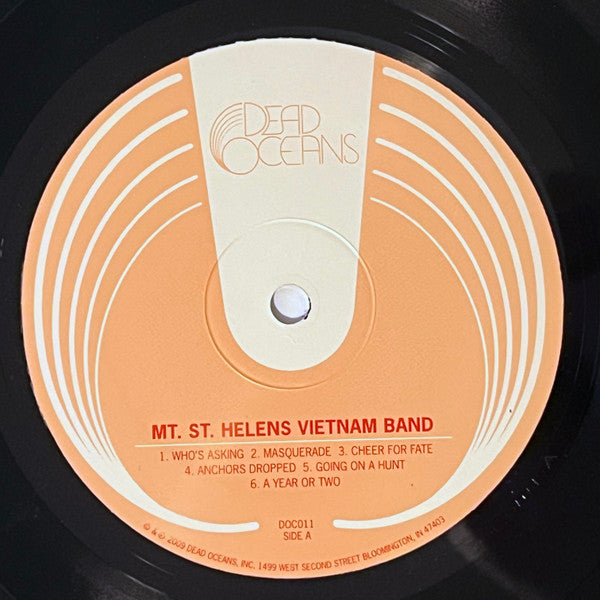 DEAD
OCEANS
MT. ST. HELENS VIETNAM BAND
1. WHO'S ASKING 2. MASQUERADE 3. CHEER FOR FATE
4. ANCHORS DROPPED 5. GOING ON A HUNT
6. A YEAR OR TWO
DOC011
SIDE A
© & ℗ 2009 DEAD OCEANS, INC. 1499 WEST SECOND STREET BLOOMINGTON, IN 47403